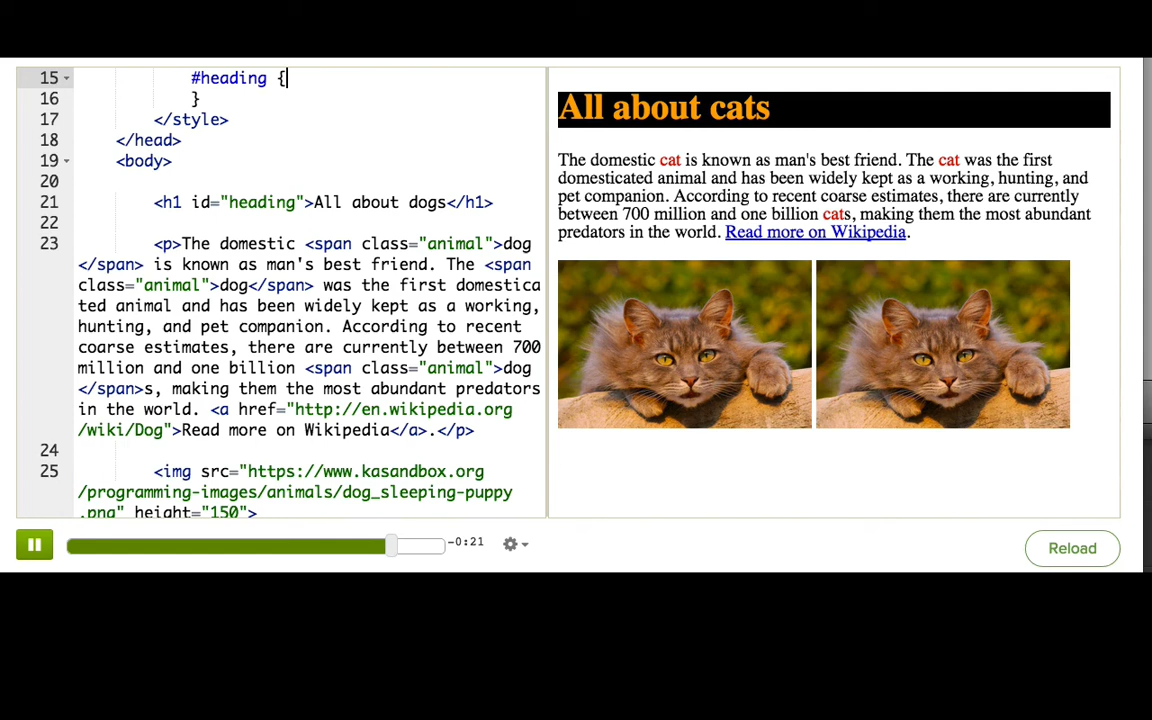 15 #heading {
16 }
17 </style>
18 </head>
19 <body>
20
21 <h1 id="heading">All about dogs</h1>
22
23 <p>The domestic <span class="animal">dog
</span> is known as man's best friend. The <span
class="animal">dog</span> was the first domestica
ted animal and has been widely kept as a working,
hunting, and pet companion. According to recent
coarse estimates, there are currently between 700
million and one billion <span class="animal">dog
</span>s, making them the most abundant predators
in the world. <a href="http://en.wikipedia.org
/wiki/Dog">Read more on Wikipedia</a>.</p>
24
25 <img src="https://www.kasandbox.org
/programming-images/animals/dog_sleeping-puppy
.png" height="150">
All about cats
The domestic cat is known as man's best friend. The cat was the first
domesticated animal and has been widely kept as a working, hunting, and
pet companion. According to recent coarse estimates, there are currently
between 700 million and one billion cats, making them the most abundant
predators in the world. Read more on Wikipedia.
-0:21
Reload